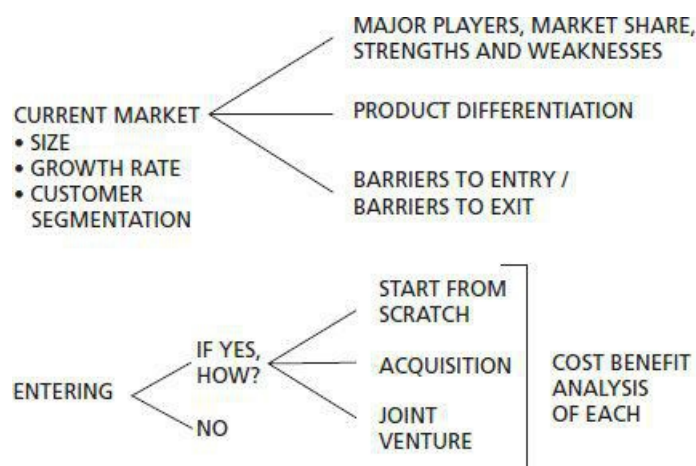 MAJOR PLAYERS, MARKET SHARE,
STRENGTHS AND WEAKNESSES
CURRENT MARKET
• SIZE
• GROWTH RATE
• CUSTOMER
SEGMENTATION
PRODUCT DIFFERENTIATION
BARRIERS TO ENTRY /
BARRIERS TO EXIT
ENTERING
IF YES,
HOW?
NO
START FROM
SCRATCH
ACQUISITION
JOINT
VENTURE
COST BENEFIT
ANALYSIS
OF EACH